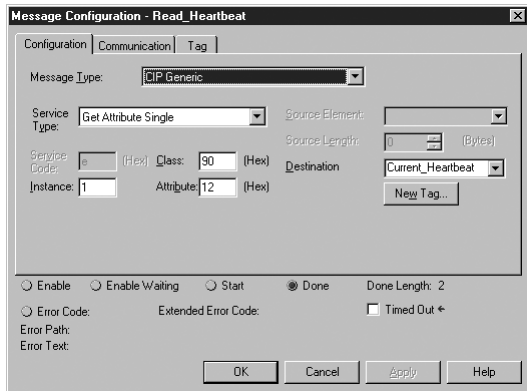 Message Configuration - Read_Heartbeat
Configuration Communication Tag
Message Type: CIP Generic
Service Type: Get Attribute Single
Source Element:
Source Length: 0 (Bytes)
Service Code: e (Hex) Class: 90 (Hex)
Destination Current_Heartbeat
Instance: 1 Attribute: 12 (Hex)
New Tag...
Enable Enable Waiting Start Done Done Length: 2
Error Code: Extended Error Code: Timed Out ←
Error Path:
Error Text:
OK Cancel Apply Help